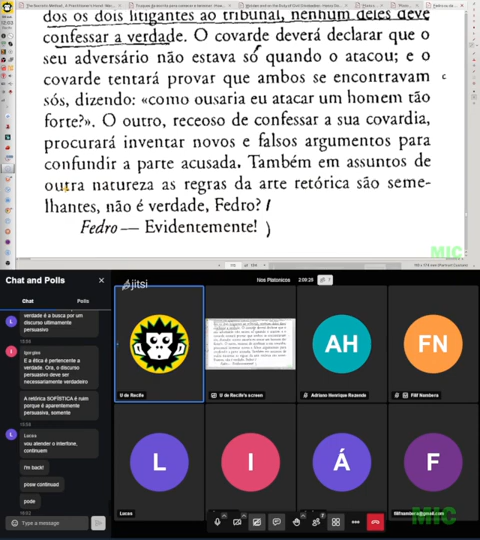 dos os dois litigantes ao tribunal, nenhum deles deve
confessar a verdade. O covarde deverá declarar que o
seu adversário não estava só quando o atacou; e o
covarde tentará provar que ambos se encontravam
sós, dizendo: «como ousaria eu atacar um homem tão
forte?». O outro, receoso de confessar a sua covardia,
procurará inventar novos e falsos argumentos para
confundir a parte acusada. Também em assuntos de
outra natureza as regras da arte retórica são seme-
lhantes, não é verdade, Fedro?
Fedro — Evidentemente!
MIC
Chat and Polls
Chat
Polls
verdade é a busca por um
discurso ultimamente
persuasivo
E a ética é pertencente a
verdade. Ora, o discurso
persuasivo deve ser
necessariamente verdadeiro
A retórica SOFÍSTICA é ruim
porque é aparentemente
persuasiva, somente
Lucas
vou atender o interfone,
continuem
I'm back!
posw continuad
pode
Type a message
jitsi
Nos Platonicos
U de Recife
U de Recife's screen
AH
Adriano Henrique Rezende
FN
L
Lucas
I
Á
F
MIC